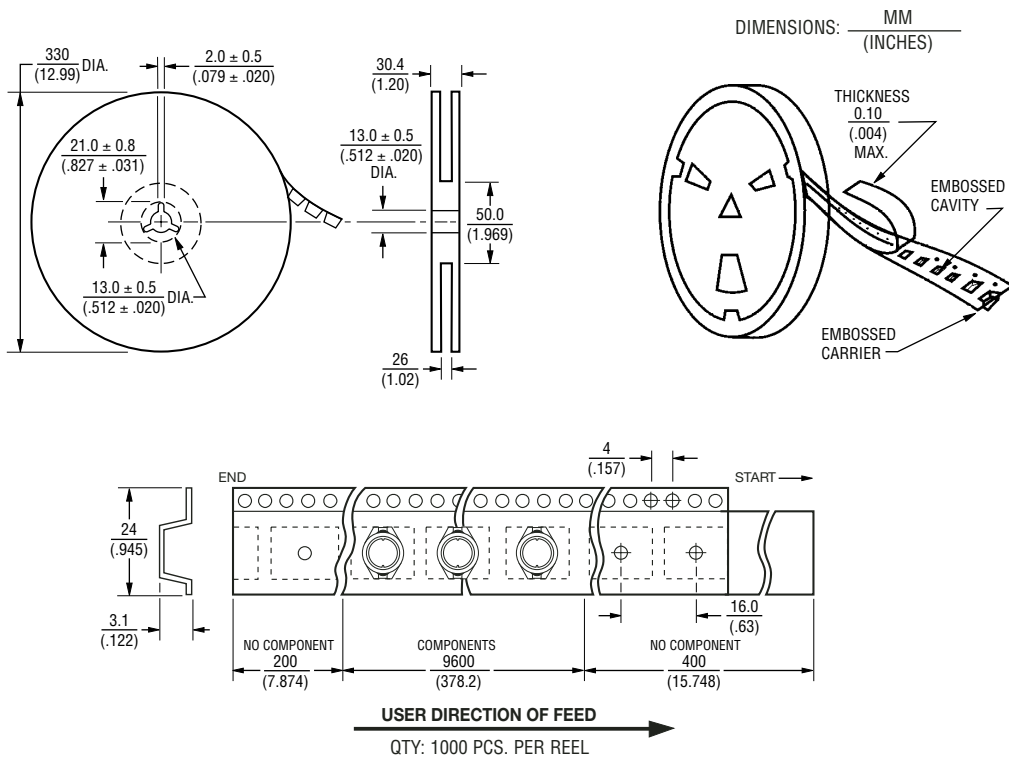 DIMENSIONS: MM
(INCHES)
330
(12.99) DIA.
2.0 ± 0.5
(.079 ± .020)
21.0 ± 0.8
(.827 ± .031)
13.0 ± 0.5
(.512 ± .020) DIA.
30.4
(1.20)
13.0 ± 0.5
(.512 ± .020)
DIA.
50.0
(1.969)
26
(1.02)
THICKNESS
0.10
(.004)
MAX.
EMBOSSED
CAVITY
EMBOSSED
CARRIER
END
4
(.157)
START
24
(.945)
3.1
(.122)
16.0
(.63)
NO COMPONENT
200
(7.874)
COMPONENTS
9600
(378.2)
NO COMPONENT
400
(15.748)
USER DIRECTION OF FEED
QTY: 1000 PCS. PER REEL